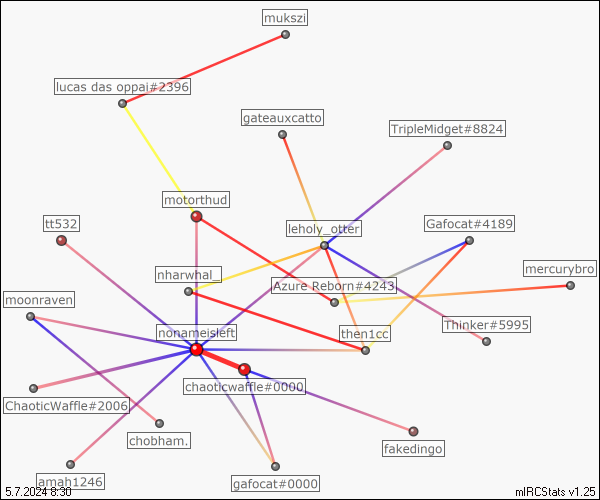 mukszi
lucas das oppai#2396
gateauxcatto
TripleMidget#8824
motorthud
tt532
leholy_otter
Gafocat#4189
nharwhal_
mercurybro
Azure Reborn#4243
moonraven
Thinker#5995
nonameisleft
then1cc
chaoticwaffle#0000
ChaoticWaffle#2006
chobham.
fakedingo
amah1246
gafocat#0000
5.7.2024 8:30
mIRCStats v1.25